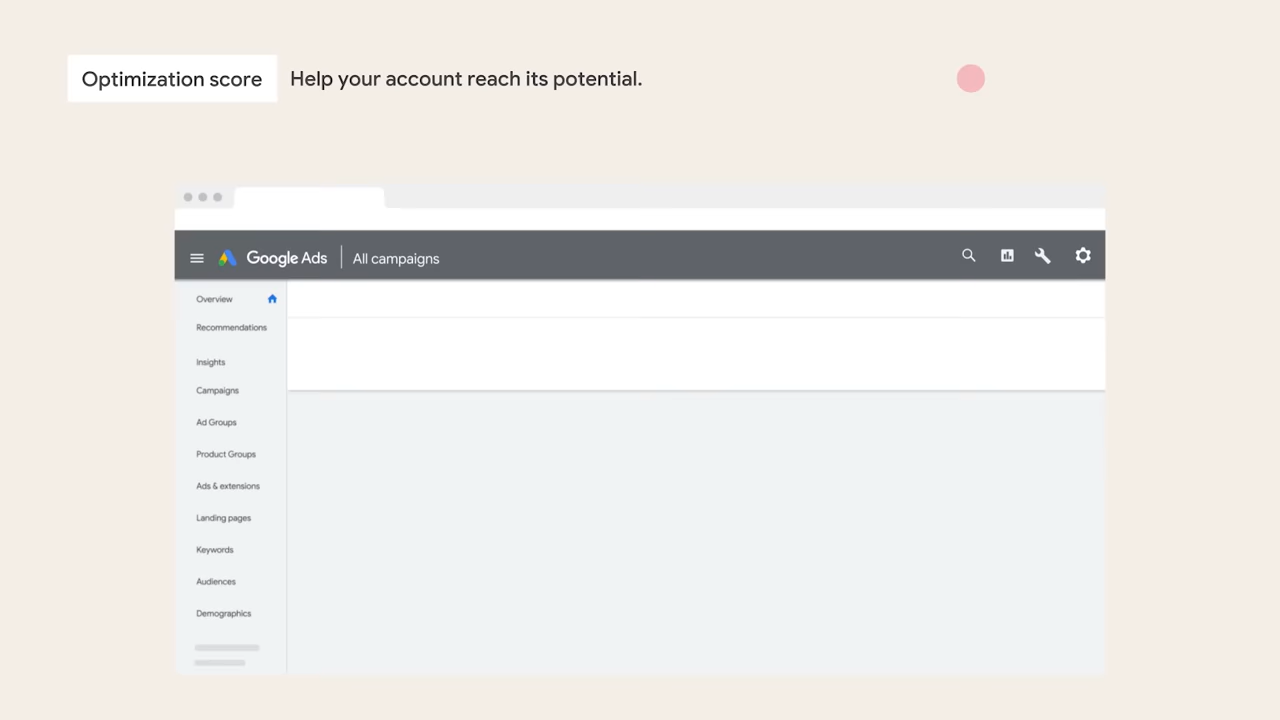 Optimization score Help your account reach its potential.
Google Ads All campaigns
Overview
Recommendations
Insights
Campaigns
Ad Groups
Product Groups
Ads & extensions
Landing pages
Keywords
Audiences
Demographics